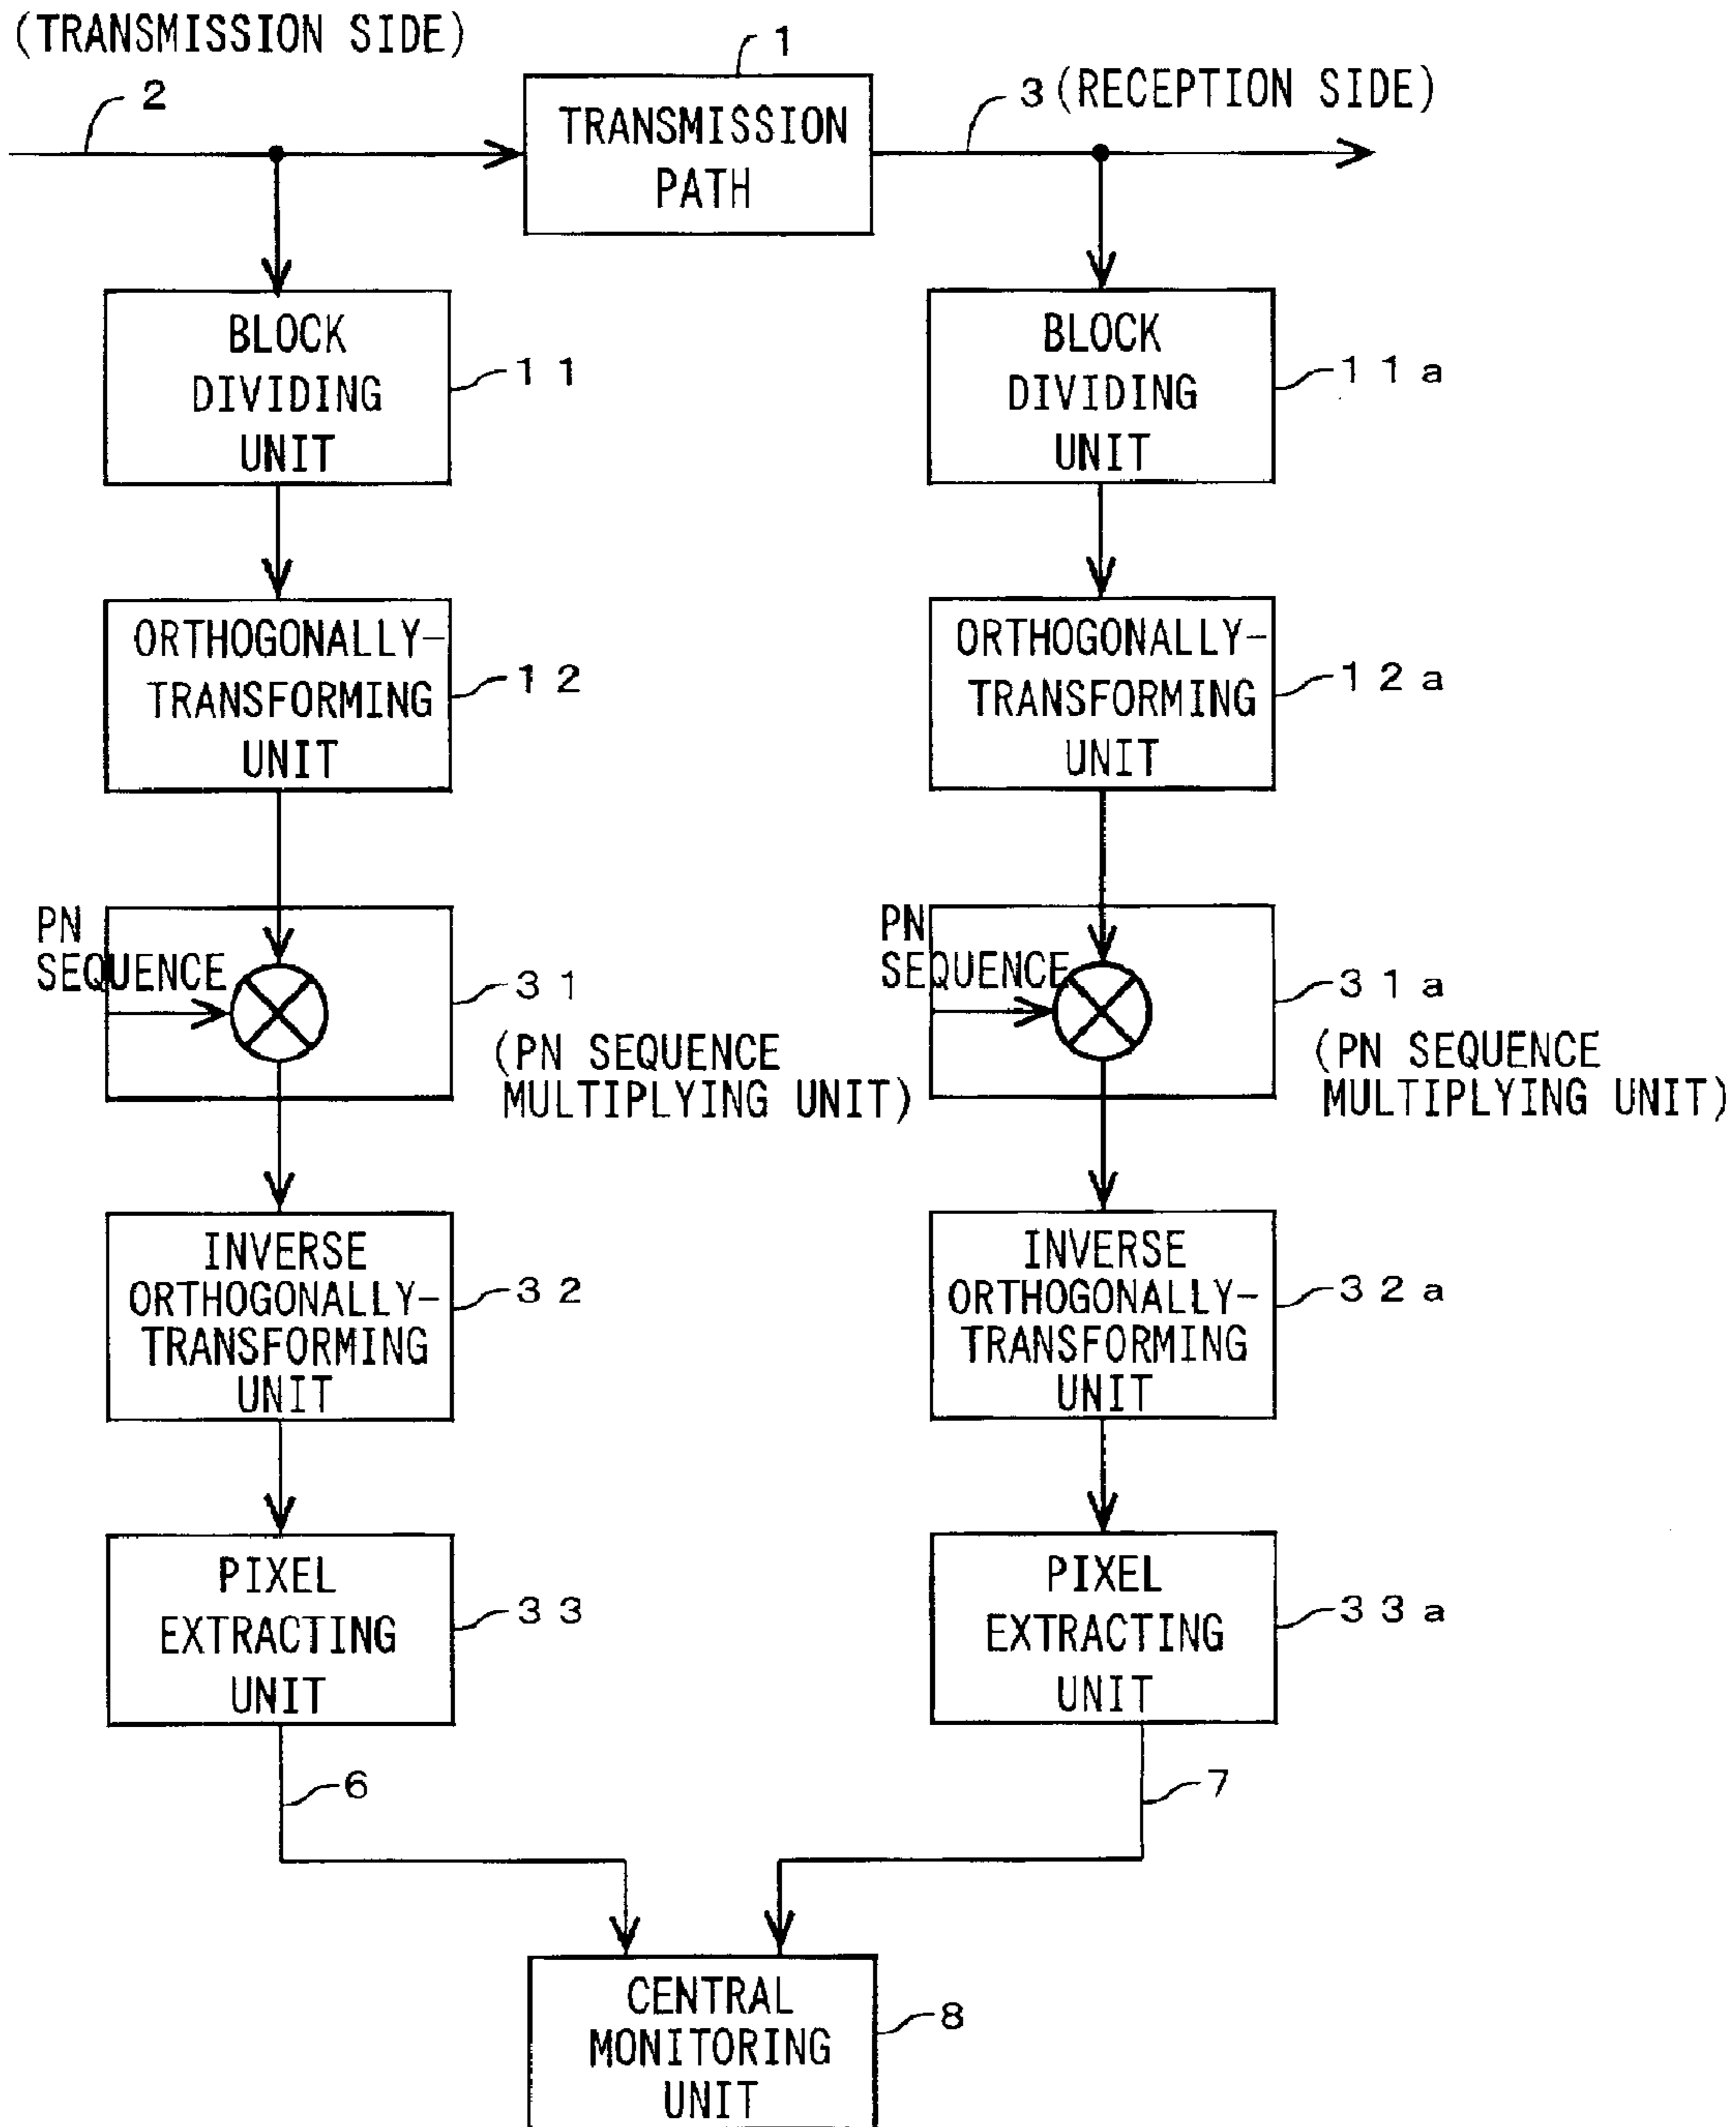 (TRANSMISSION SIDE)
1
2
TRANSMISSION
PATH
3 (RECEPTION SIDE)
BLOCK
DIVIDING
UNIT
11
BLOCK
DIVIDING
UNIT
11a
ORTHOGONALLY-
TRANSFORMING
UNIT
12
ORTHOGONALLY-
TRANSFORMING
UNIT
12a
PN
SEQUENCE
31
(PN SEQUENCE
MULTIPLYING UNIT)
PN
SEQUENCE
31a
(PN SEQUENCE
MULTIPLYING UNIT)
INVERSE
ORTHOGONALLY-
TRANSFORMING
UNIT
32
INVERSE
ORTHOGONALLY-
TRANSFORMING
UNIT
32a
PIXEL
EXTRACTING
UNIT
33
PIXEL
EXTRACTING
UNIT
33a
6
7
CENTRAL
MONITORING
UNIT
8